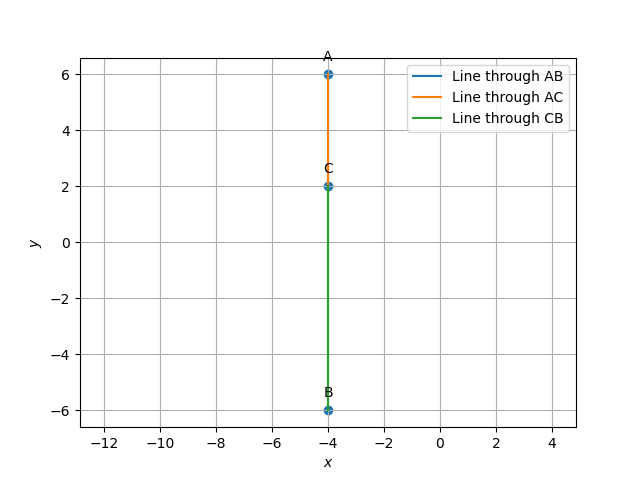 A
Line through AB
Line through AC
Line through CB
6
4
C
2
0
y
−2
−4
B
−6
−12 −10 −8 −6 −4 −2 0 2 4
x